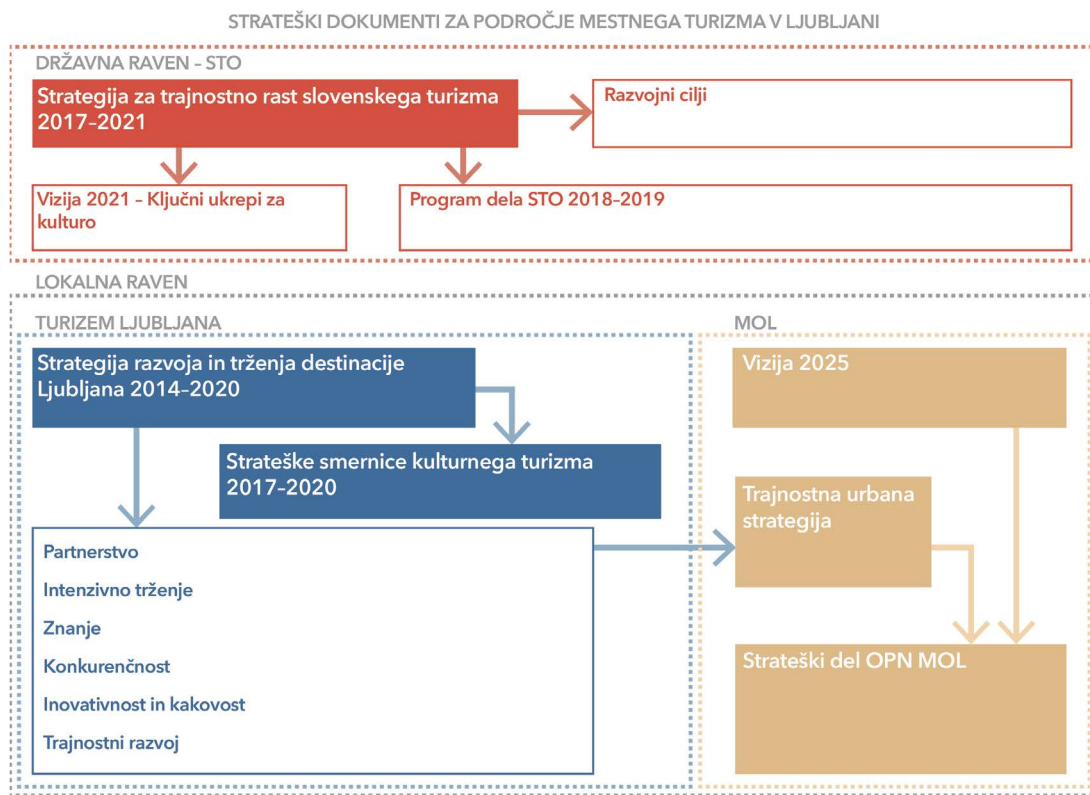 STRATEŠKI DOKUMENTI ZA PODROČJE MESTNEGA TURIZMA V LJUBLJANI
DRŽAVNA RAVEN – STO
Strategija za trajnostno rast slovenskega turizma
2017–2021
Razvojni cilji
Vizija 2021 – Ključni ukrepi za
kulturo
Program dela STO 2018–2019
LOKALNA RAVEN
TURIZEM LJUBLJANA
Strategija razvoja in trženja destinacije
Ljubljana 2014–2020
Strateške smernice kulturnega turizma
2017–2020
Partnerstvo
Intenzivno trženje
Znanje
Konkurenčnost
Inovativnost in kakovost
Trajnostni razvoj
MOL
Vizija 2025
Trajnostna urbana
strategija
Strateški del OPN MOL